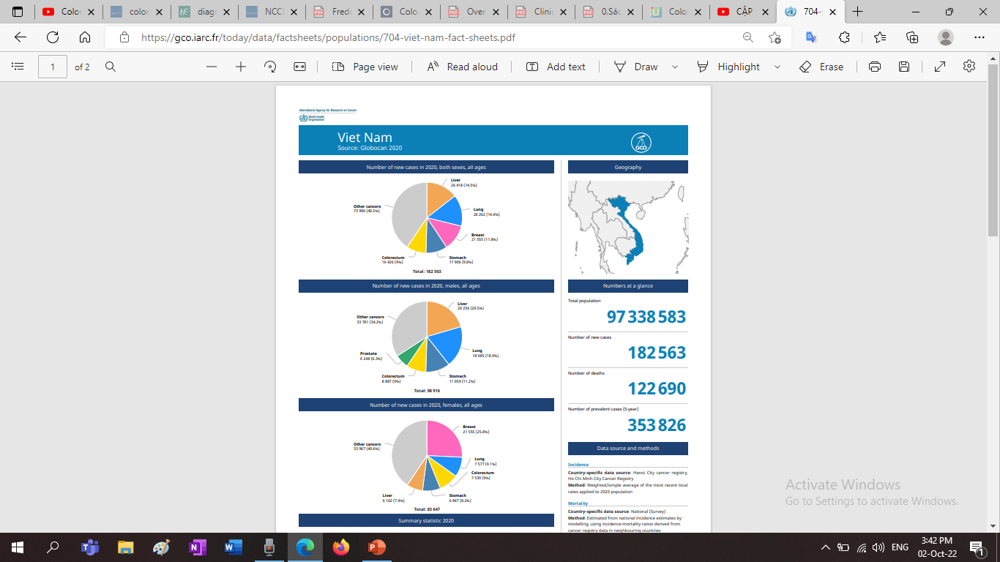 Color
color
diagn
NCCN
Frede
Colo
Over
Clinic
0.Sác
Color
CẬP
704-v
https://gco.iarc.fr/today/data/factsheets/populations/704-viet-nam-fact-sheets.pdf
1 of 2
Page view
Read aloud
Add text
Draw
Highlight
Erase
International Agency for Research on Cancer
World Health
Organization
Viet Nam
Source: Globocan 2020
GCO
Number of new cases in 2020, both sexes, all ages
Liver
26 418 (14.5%)
Other cancers
73 996 (40.5%)
Lung
26 262 (14.4%)
Breast
21 555 (11.8%)
Colorectum
16 426 (9%)
Stomach
17 906 (9.8%)
Total: 182 563
Number of new cases in 2020, males, all ages
Liver
20 256 (20.5%)
Other cancers
33 781 (34.2%)
Prostate
6 248 (6.3%)
Lung
18 685 (18.9%)
Colorectum
8 887 (9%)
Stomach
11 059 (11.2%)
Total: 98 916
Number of new cases in 2020, females, all ages
Breast
21 555 (25.8%)
Other cancers
33 967 (40.6%)
Lung
7 577 (9.1%)
Colorectum
7 539 (9%)
Liver
6 162 (7.4%)
Stomach
6 847 (8.2%)
Total: 83 647
Summary statistic 2020
Geography
Numbers at a glance
Total population
97 338 583
Number of new cases
182 563
Number of deaths
122 690
Number of prevalent cases (5-year)
353 826
Data source and methods
Incidence
Country-specific data source: Hanoi City cancer registry,
Ho Chi Minh City Cancer Registry
Method: Weighted/simple average of the most recent local
rates applied to 2020 population
Mortality
Country-specific data source: National (Survey)
Method: Estimated from national incidence estimates by
modelling, using incidence:mortality ratios derived from
cancer registry data in neighbouring countries
Activate Windows
Go to Settings to activate Windows.
ENG
3:42 PM
02-Oct-22
1